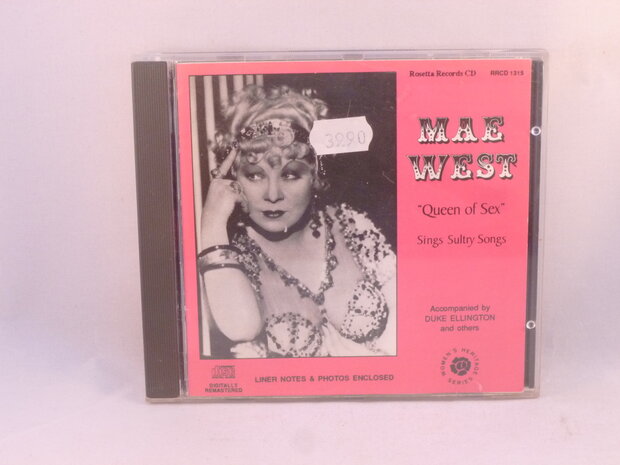 Rosetta Records CD RRCD 1315
MAE
WEST
"Queen of Sex"
Sings Sultry Songs
3990
Accompanied by
DUKE ELLINGTON
and others
WOMEN'S HERITAGE
SERIES
DIGITALLY
REMASTERED
LINER NOTES & PHOTOS ENCLOSED